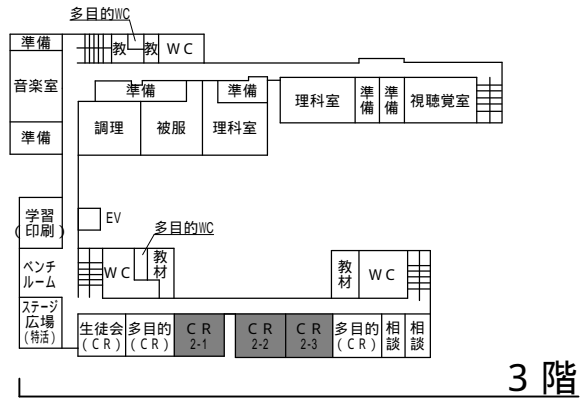 多目的WC
準備
教
教
WC
音楽室
準備
準備
準備
理科室
準備
準備
視聴覚室
調理
被服
理科室
学習
(印刷)
EV
多目的WC
ベンチ
ルーム
WC
教材
教材
WC
ステージ
広場
(特活)
生徒会
(CR)
多目的
(CR)
CR
2-1
CR
2-2
CR
2-3
多目的
(CR)
相談
相談
3階